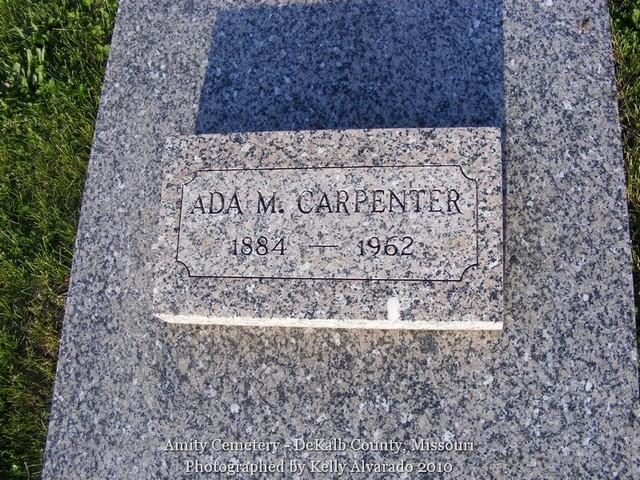 ADA M. CARPENTER
1884 — 1962
Amity Cemetery - DeKalb County, Missouri
Photographed by Kelly Alvarado 2010